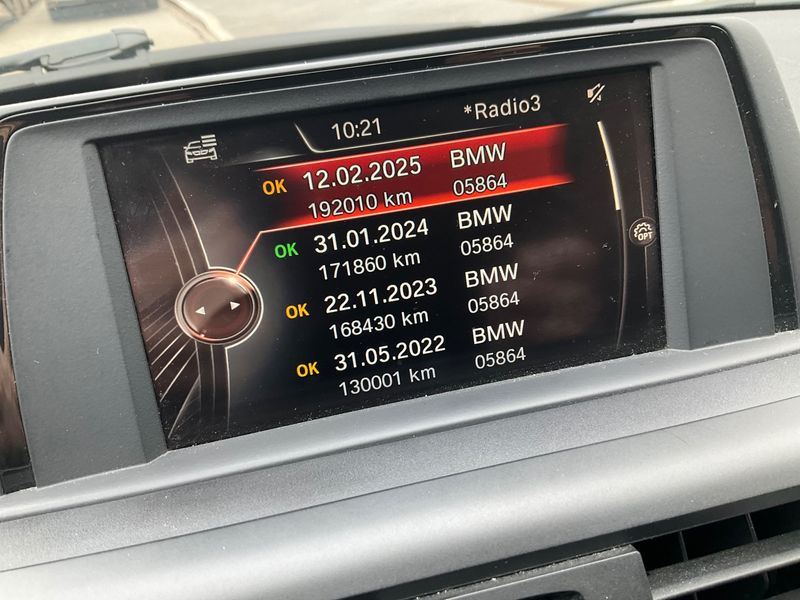 10:21 *Radio3
OK 12.02.2025 BMW
192010 km 05864
OK 31.01.2024 BMW
171860 km 05864
OK 22.11.2023 BMW
168430 km 05864
OK 31.05.2022 BMW
130001 km 05864
OPT